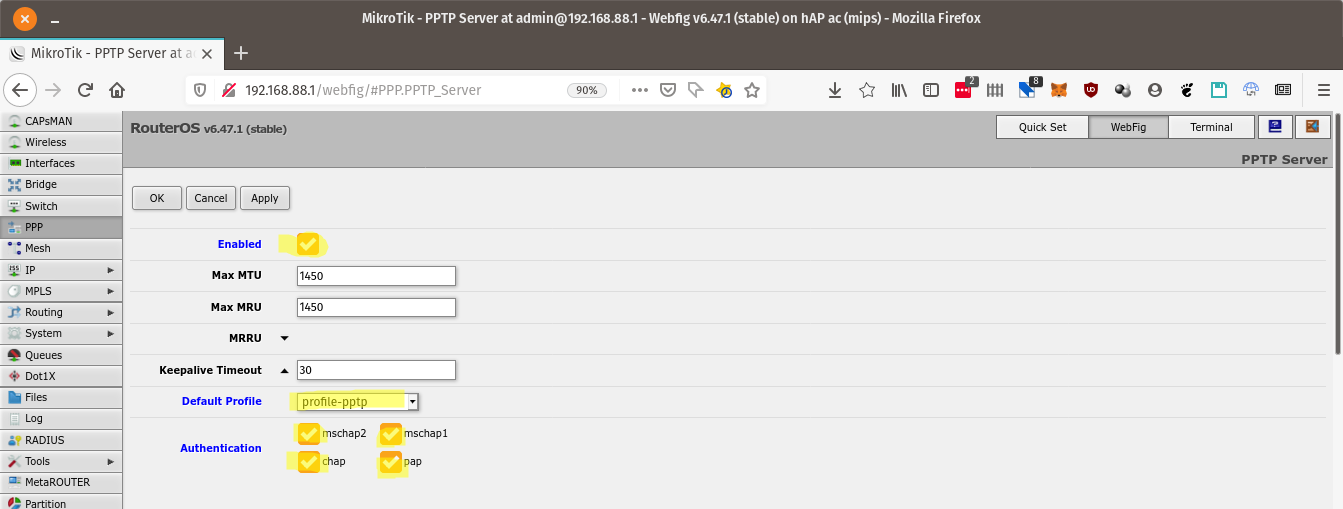 MikroTik - PPTP Server at admin@192.168.88.1 - Webfig v6.47.1 (stable) on hAP ac (mips) - Mozilla Firefox
MikroTik - PPTP Server at a
192.168.88.1/webfig/#PPP.PPTP_Server
90%
2
8
CAPsMAN
Wireless
Interfaces
Bridge
Switch
PPP
Mesh
IP
MPLS
Routing
System
Queues
Dot1X
Files
Log
RADIUS
Tools
MetaROUTER
Partition
RouterOS v6.47.1 (stable)
Quick Set
WebFig
Terminal
PPTP Server
OK
Cancel
Apply
Enabled
Max MTU 1450
Max MRU 1450
MRRU
Keepalive Timeout 30
Default Profile profile-pptp
Authentication
mschap2 mschap1
chap pap